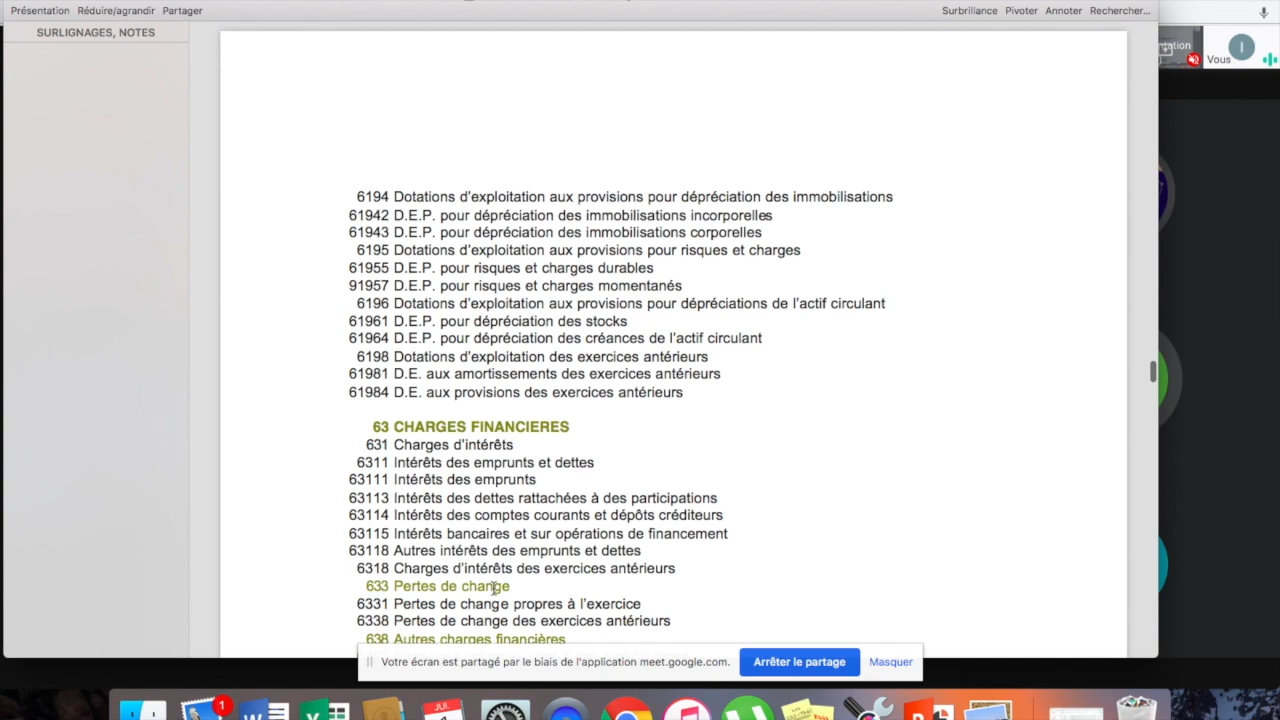 Présentation Réduire/agrandir Partager
Surbrillance Pivoter Annoter Rechercher...
SURLIGNAGES, NOTES
Vous
I
6194 Dotations d'exploitation aux provisions pour dépréciation des immobilisations
61942 D.E.P. pour dépréciation des immobilisations incorporelles
61943 D.E.P. pour dépréciation des immobilisations corporelles
6195 Dotations d'exploitation aux provisions pour risques et charges
61955 D.E.P. pour risques et charges durables
91957 D.E.P. pour risques et charges momentanés
6196 Dotations d'exploitation aux provisions pour dépréciations de l'actif circulant
61961 D.E.P. pour dépréciation des stocks
61964 D.E.P. pour dépréciation des créances de l'actif circulant
6198 Dotations d'exploitation des exercices antérieurs
61981 D.E. aux amortissements des exercices antérieurs
61984 D.E. aux provisions des exercices antérieurs
63 CHARGES FINANCIERES
631 Charges d'intérêts
6311 Intérêts des emprunts et dettes
63111 Intérêts des emprunts
63113 Intérêts des dettes rattachées à des participations
63114 Intérêts des comptes courants et dépôts créditeurs
63115 Intérêts bancaires et sur opérations de financement
63118 Autres intérêts des emprunts et dettes
6318 Charges d'intérêts des exercices antérieurs
633 Pertes de change
6331 Pertes de change propres à l'exercice
6338 Pertes de change des exercices antérieurs
638 Autres charges financières
Votre écran est partagé par le biais de l'application meet.google.com. Arrêter le partage Masquer
1
JUL.